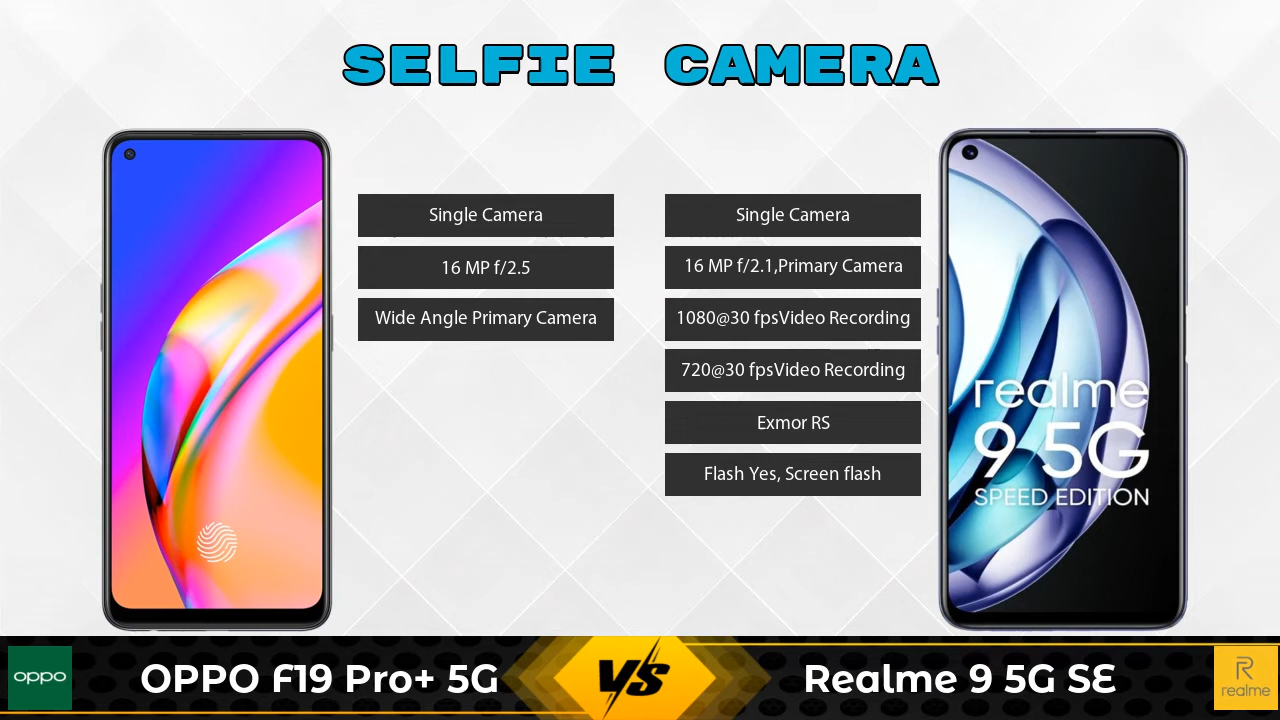 SELFIE CAMERA
Single Camera
16 MP f/2.5
Wide Angle Primary Camera
Single Camera
16 MP f/2.1,Primary Camera
1080@30 fpsVideo Recording
720@30 fpsVideo Recording
Exmor RS
Flash Yes, Screen flash
realme
9 5G
SPEED EDITION
oppo
OPPO F19 Pro+ 5G
VS
Realme 9 5G SE
R
realme